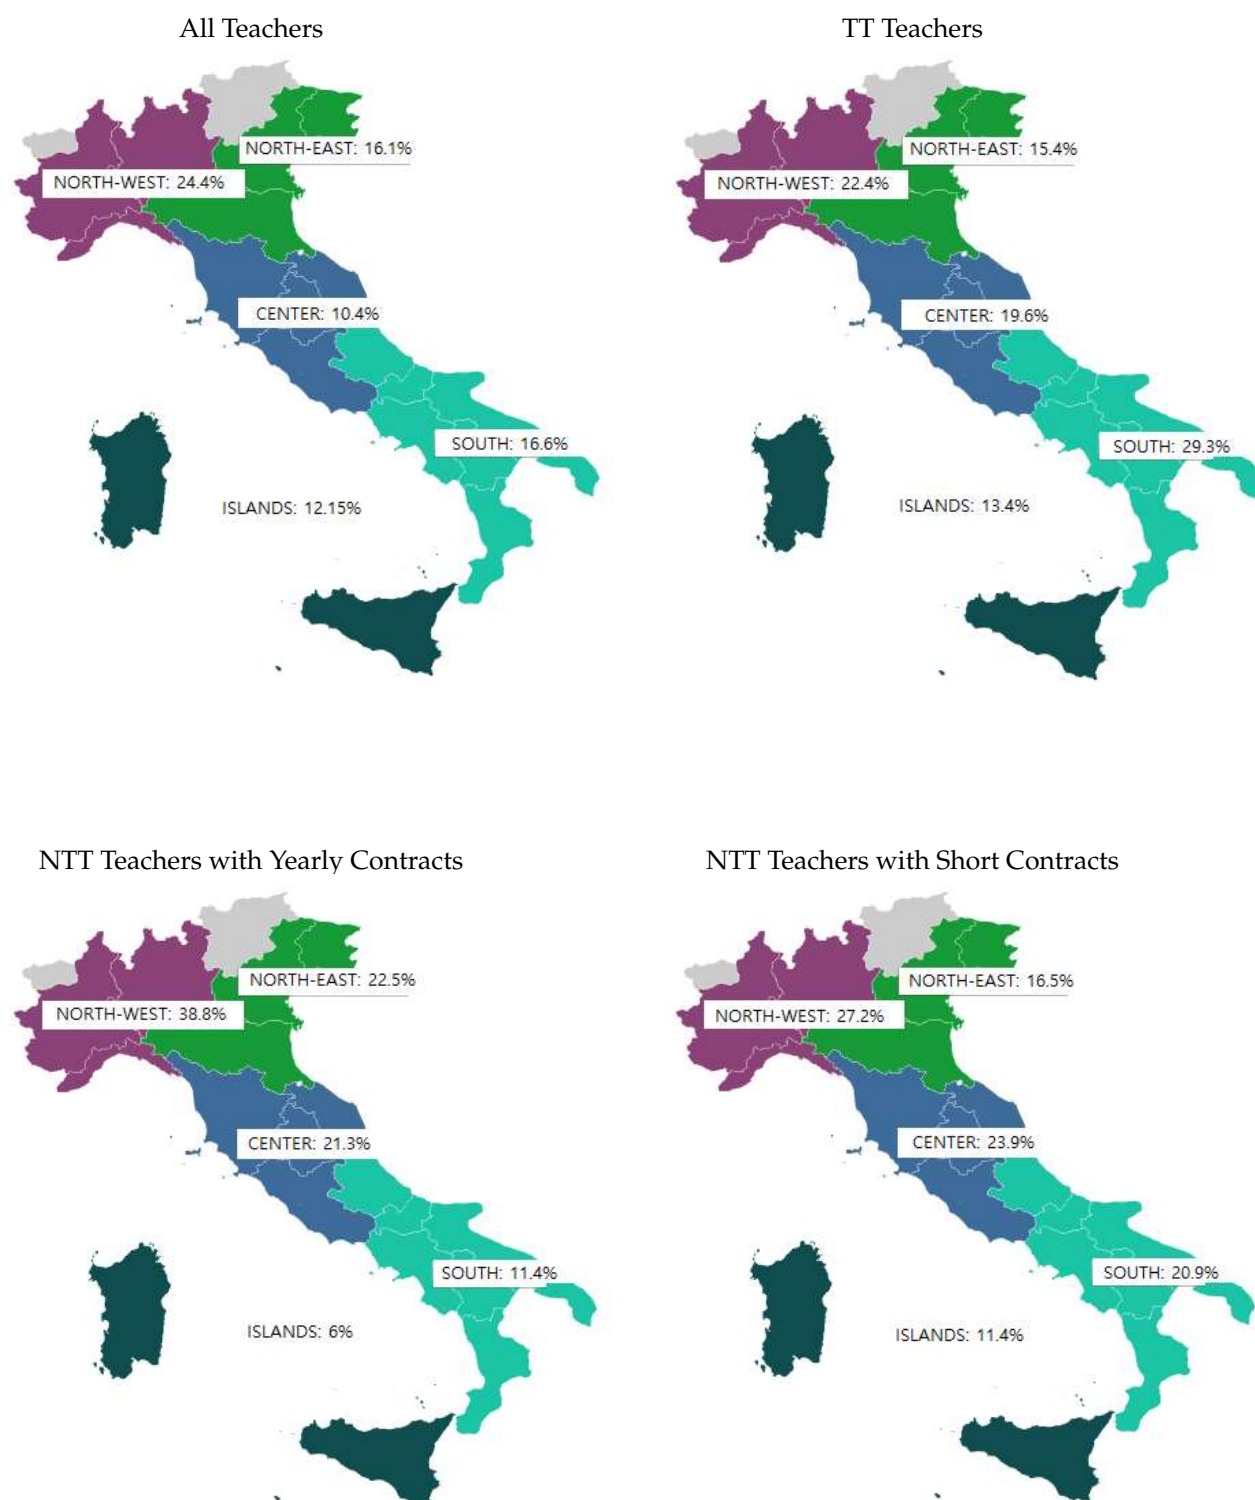 All Teachers
NORTH-EAST: 16.1%
NORTH-WEST: 24.4%
CENTER: 10.4%
SOUTH: 16.6%
ISLANDS: 12.15%
TT Teachers
NORTH-EAST: 15.4%
NORTH-WEST: 22.4%
CENTER: 19.6%
SOUTH: 29.3%
ISLANDS: 13.4%
NTT Teachers with Yearly Contracts
NORTH-EAST: 22.5%
NORTH-WEST: 38.8%
CENTER: 21.3%
SOUTH: 11.4%
ISLANDS: 6%
NTT Teachers with Short Contracts
NORTH-EAST: 16.5%
NORTH-WEST: 27.2%
CENTER: 23.9%
SOUTH: 20.9%
ISLANDS: 11.4%